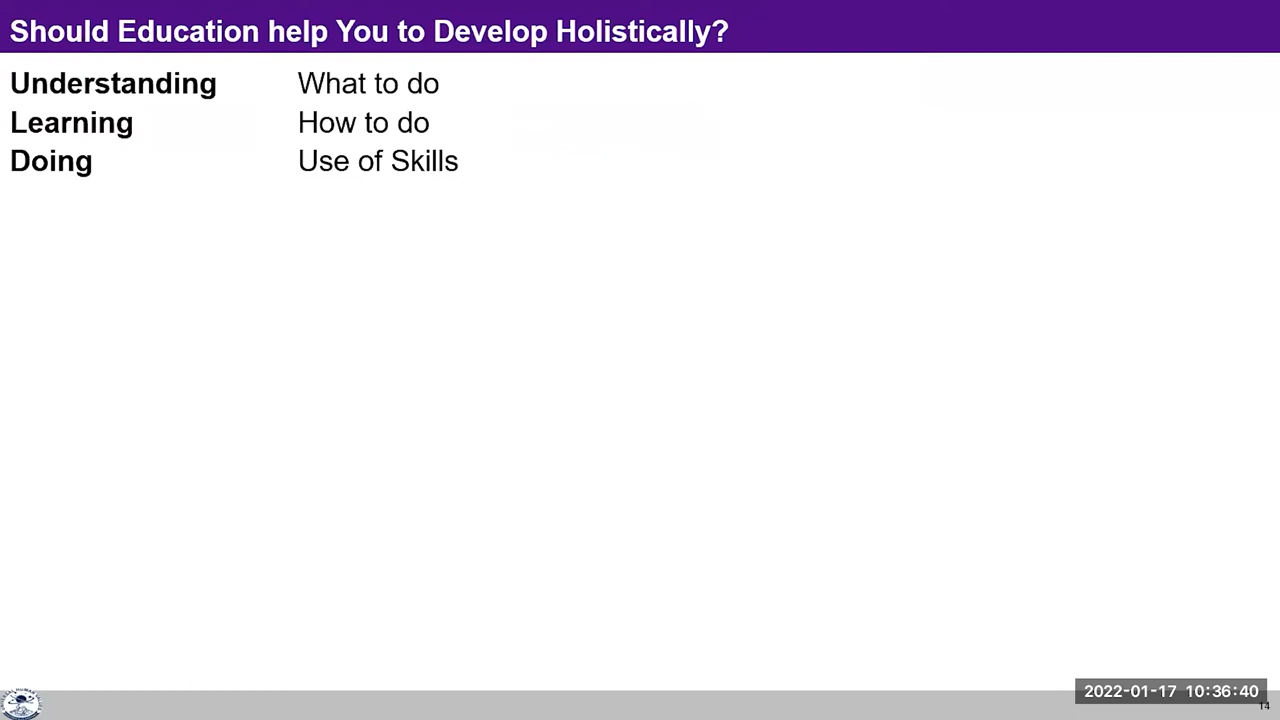 Should Education help You to Develop Holistically?
Understanding What to do
Learning How to do
Doing Use of Skills
2022-01-17 10:36:40
14